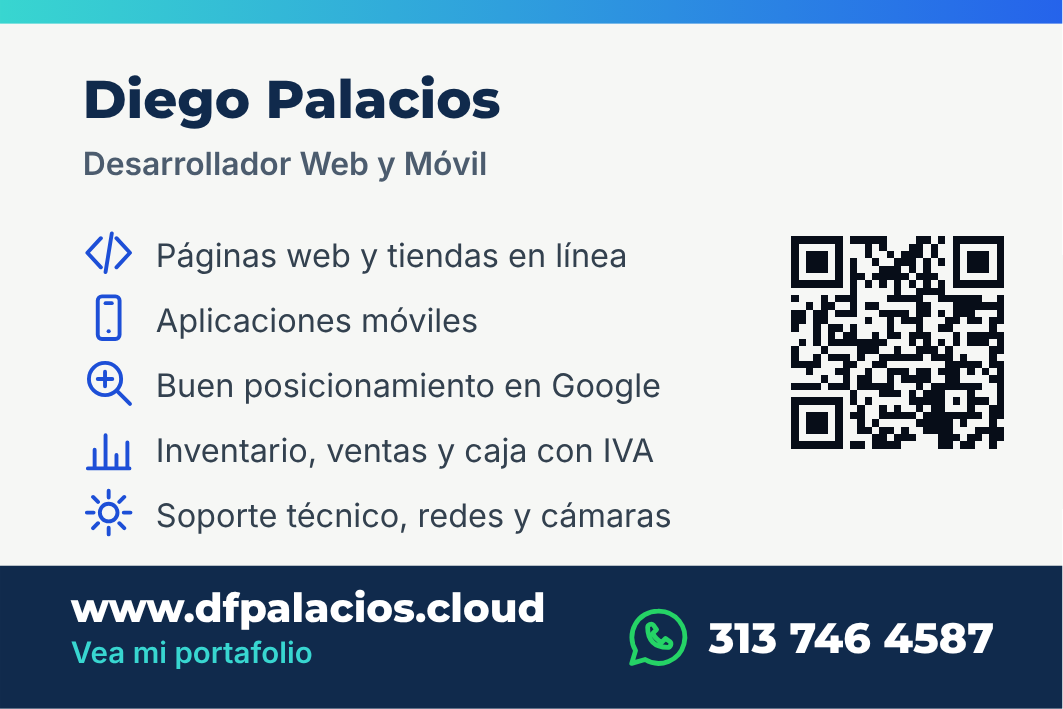 Diego Palacios
Desarrollador Web y Móvil
Páginas web y tiendas en línea
Aplicaciones móviles
Buen posicionamiento en Google
Inventario, ventas y caja con IVA
Soporte técnico, redes y cámaras
www.dfpalacios.cloud
Vea mi portafolio
313 746 4587